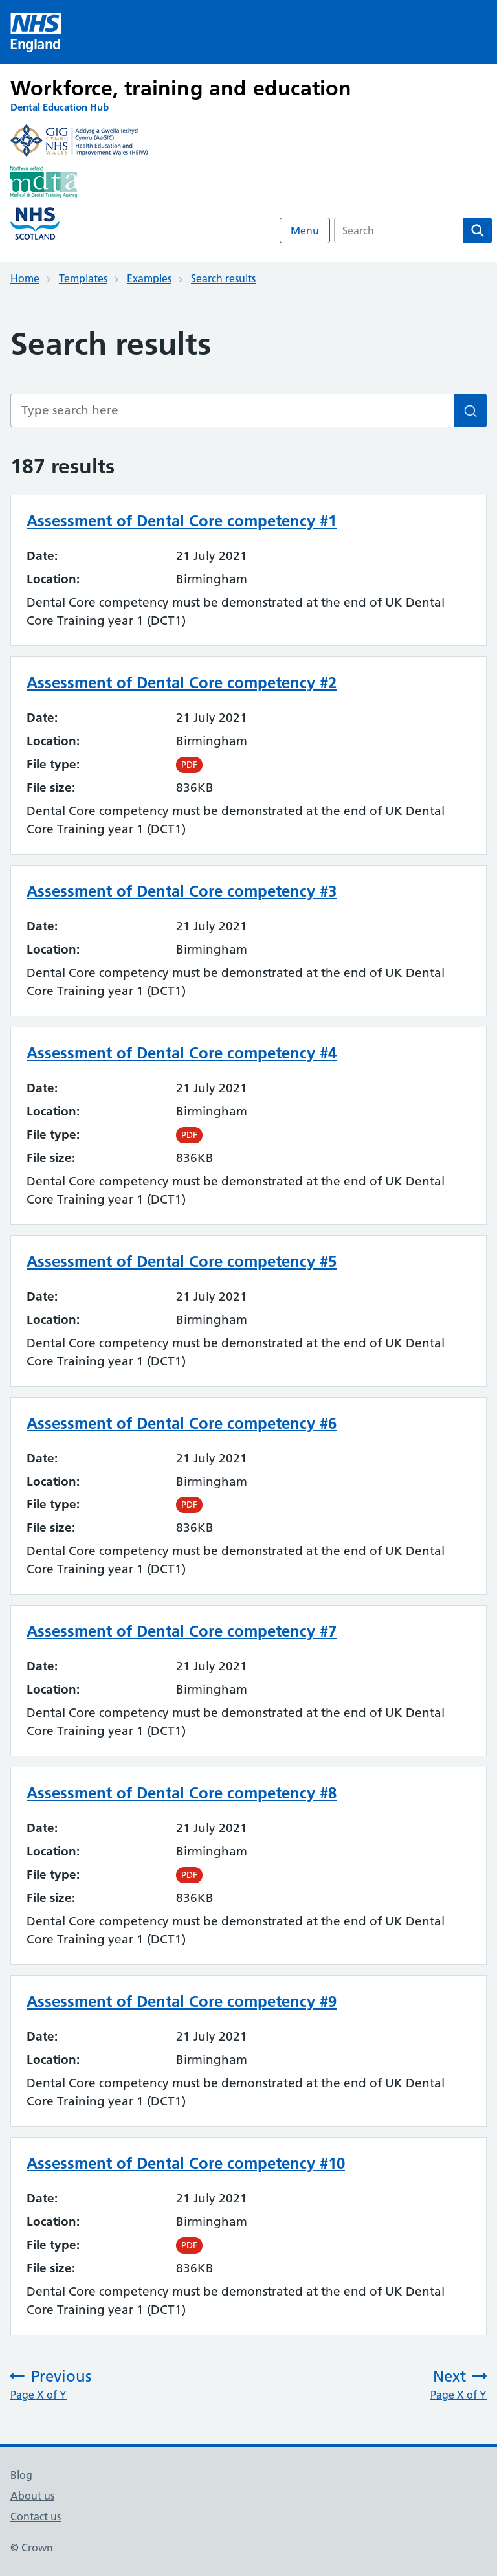 NHS
England
Workforce, training and education
Dental Education Hub
GIG
CYMRU
NHS
WALES
Addysg a Gwella Iechyd
Cymru (AaGIC)
Health Education and
Improvement Wales (HEIW)
Northern Ireland
mdta
Medical & Dental Training Agency
NHS
SCOTLAND
Menu
Search
Home
Templates
Examples
Search results
Search results
Type search here
187 results
Assessment of Dental Core competency #1
Date: 21 July 2021
Location: Birmingham
Dental Core competency must be demonstrated at the end of UK Dental
Core Training year 1 (DCT1)
Assessment of Dental Core competency #2
Date: 21 July 2021
Location: Birmingham
File type: PDF
File size: 836KB
Dental Core competency must be demonstrated at the end of UK Dental
Core Training year 1 (DCT1)
Assessment of Dental Core competency #3
Date: 21 July 2021
Location: Birmingham
Dental Core competency must be demonstrated at the end of UK Dental
Core Training year 1 (DCT1)
Assessment of Dental Core competency #4
Date: 21 July 2021
Location: Birmingham
File type: PDF
File size: 836KB
Dental Core competency must be demonstrated at the end of UK Dental
Core Training year 1 (DCT1)
Assessment of Dental Core competency #5
Date: 21 July 2021
Location: Birmingham
Dental Core competency must be demonstrated at the end of UK Dental
Core Training year 1 (DCT1)
Assessment of Dental Core competency #6
Date: 21 July 2021
Location: Birmingham
File type: PDF
File size: 836KB
Dental Core competency must be demonstrated at the end of UK Dental
Core Training year 1 (DCT1)
Assessment of Dental Core competency #7
Date: 21 July 2021
Location: Birmingham
Dental Core competency must be demonstrated at the end of UK Dental
Core Training year 1 (DCT1)
Assessment of Dental Core competency #8
Date: 21 July 2021
Location: Birmingham
File type: PDF
File size: 836KB
Dental Core competency must be demonstrated at the end of UK Dental
Core Training year 1 (DCT1)
Assessment of Dental Core competency #9
Date: 21 July 2021
Location: Birmingham
Dental Core competency must be demonstrated at the end of UK Dental
Core Training year 1 (DCT1)
Assessment of Dental Core competency #10
Date: 21 July 2021
Location: Birmingham
File type: PDF
File size: 836KB
Dental Core competency must be demonstrated at the end of UK Dental
Core Training year 1 (DCT1)
Previous
Page X of Y
Next
Page X of Y
Blog
About us
Contact us
© Crown